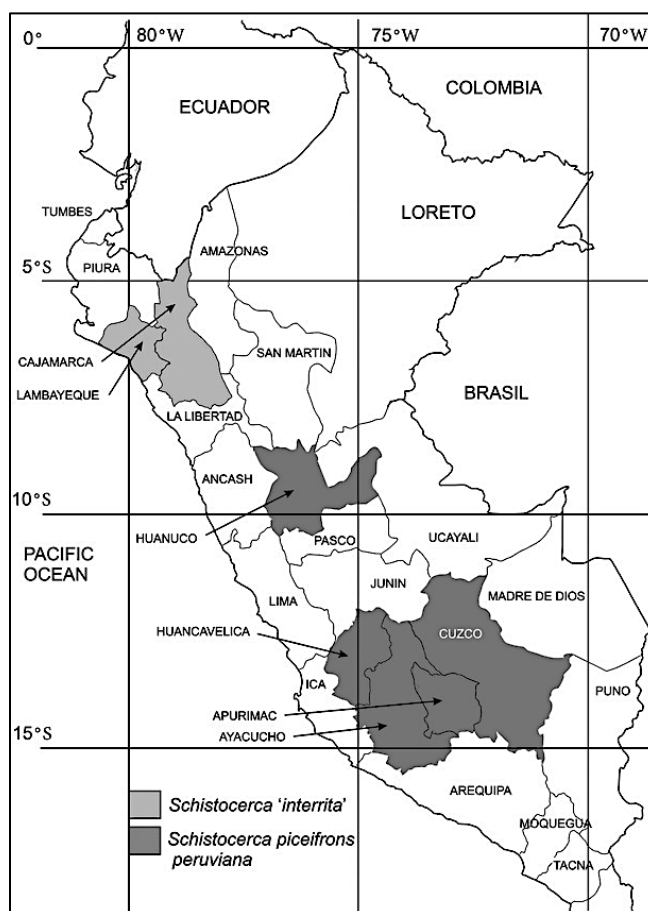 0°
80°W
75°W
70°W
ECUADOR
COLOMBIA
TUMBES
LORETO
AMAZONAS
PIURA
5°S
SAN MARTIN
CAJAMARCA
LAMBAYEQUE
BRASIL
LA LIBERTAD
ANCASH
10°S
HUANUCO
PASCO
UCAYALI
PACIFIC
OCEAN
JUNIN
MADRE DE DIOS
LIMA
HUANCAVELICA
CUZCO
ICA
PUNO
APURIMAC
AYACUCHO
15°S
AREQUIPA
Schistocerca 'interrita'
Schistocerca piceifrons
peruviana
MOQUEGUA
TACNA